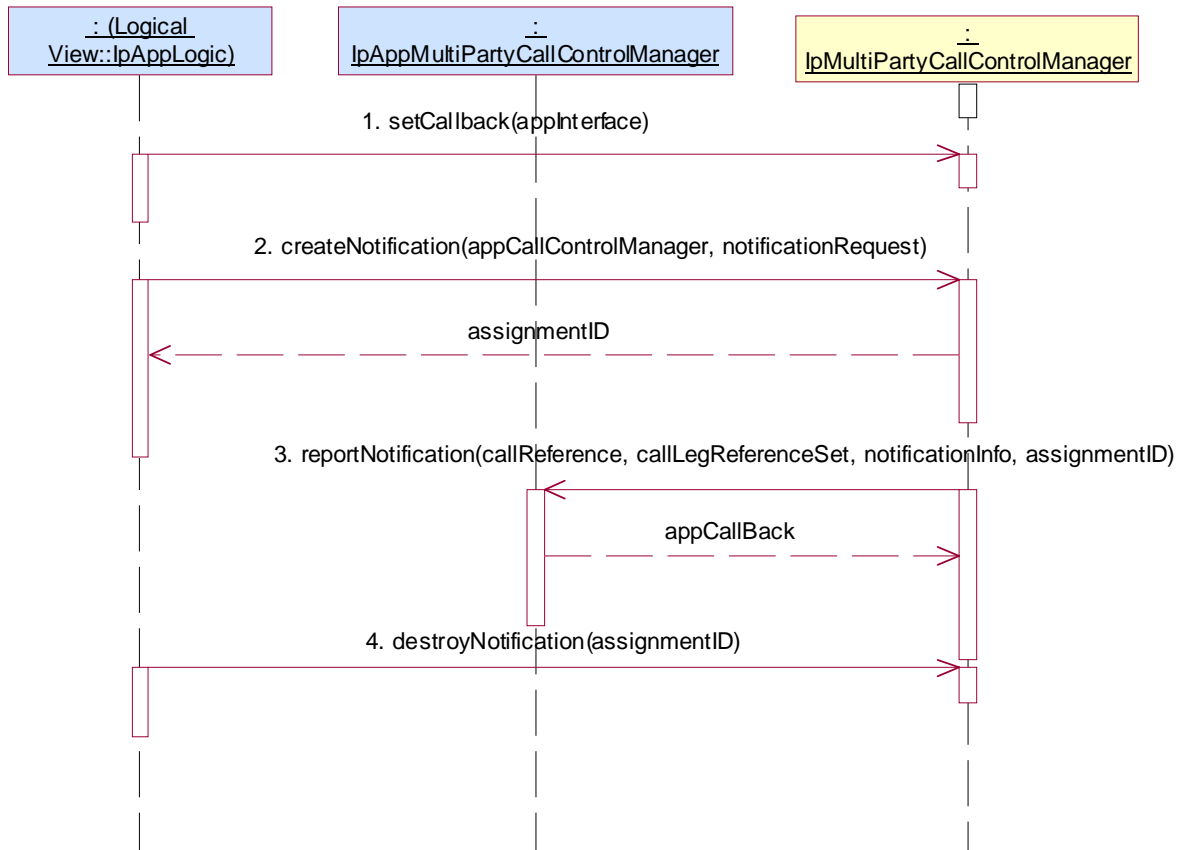 : (Logical
View::IpAppLogic)
:
IpAppMultiPartyCallControlManager
:
IpMultiPartyCallControlManager
1. setCallback(appInterface)
2. createNotification(appCallControlManager, notificationRequest)
assignmentID
3. reportNotification(callReference, callLegReferenceSet, notificationInfo, assignmentID)
appCallBack
4. destroyNotification(assignmentID)